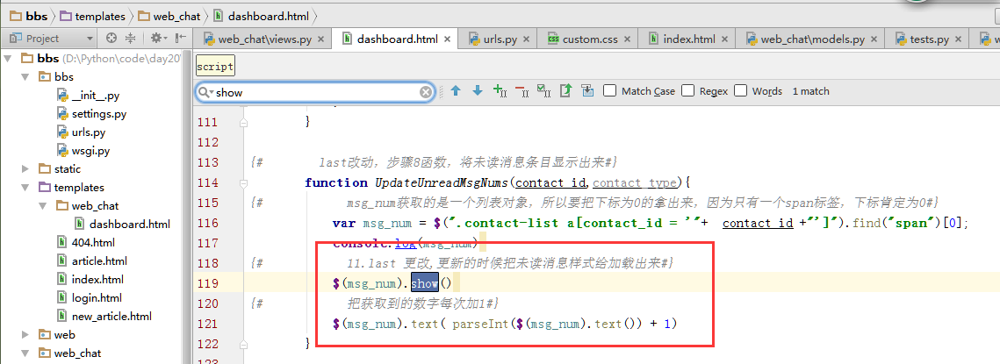 bbs templates web_chat dashboard.html
Project web_chat\views.py dashboard.html urls.py custom.css index.html web_chat\models.py tests.py
bbs (D:\Python\code\day20
bbs
__init__.py
settings.py
urls.py
wsgi.py
static
templates
web_chat
dashboard.html
404.html
article.html
index.html
login.html
new_article.html
web
web_chat
script
show Match Case Regex Words 1 match
111 }
112
113 {# last改动，步骤8函数，将未读消息条目显示出来#}
114 function UpdateUnreadMsgNums(contact_id,contact_type){
115 {# msg_num获取的是一个列表对象，所以要把下标为0的拿出来，因为只有一个span标签，下标肯定为0#}
116 var msg_num = $(".contact-list a[contact_id = '"+ contact_id +"']").find("span")[0];
117 console.log(msg_num)
118 {# 11.last 更改,更新的时候把未读消息样式给加载出来#}
119 $(msg_num).show()
120 {# 把获取到的数字每次加1#}
121 $(msg_num).text( parseInt($(msg_num).text()) + 1)
122 }
123